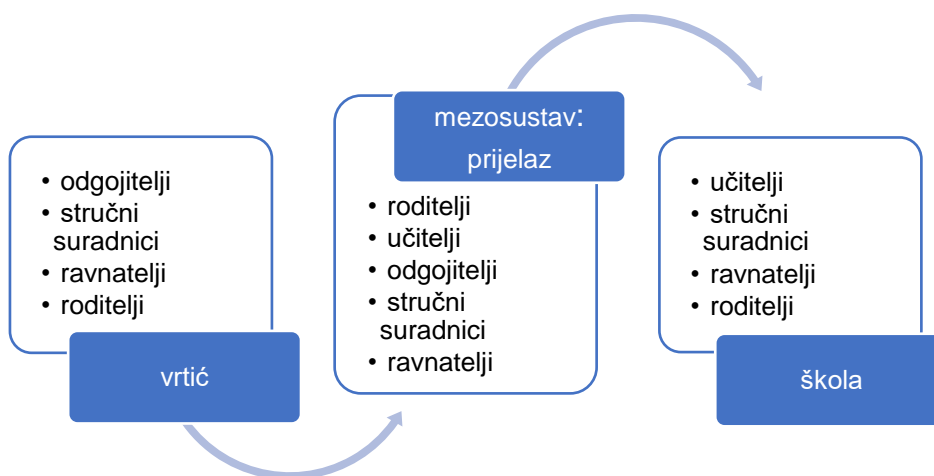 • odgojitelji
• stručni
suradnici
• ravnatelji
• roditelji
vrtić
mezosustav:
prijelaz
• roditelji
• učitelji
• odgojitelji
• stručni
suradnici
• ravnatelji
• učitelji
• stručni
suradnici
• ravnatelji
• roditelji
škola